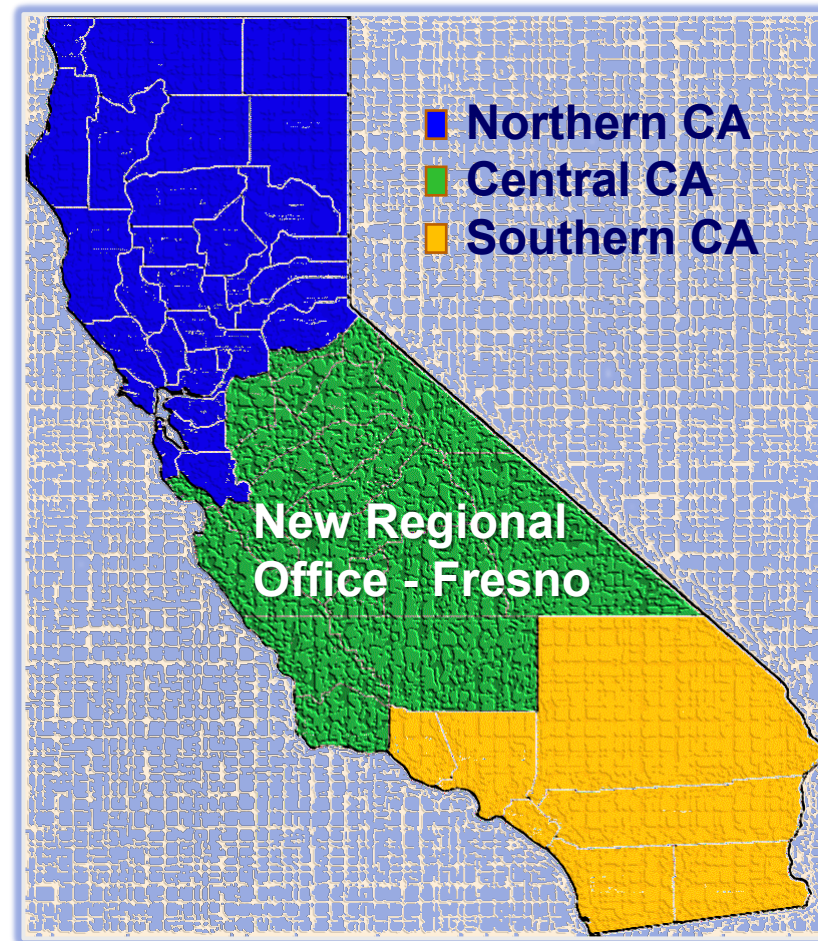 Northern CA
Central CA
Southern CA
New Regional
Office - Fresno